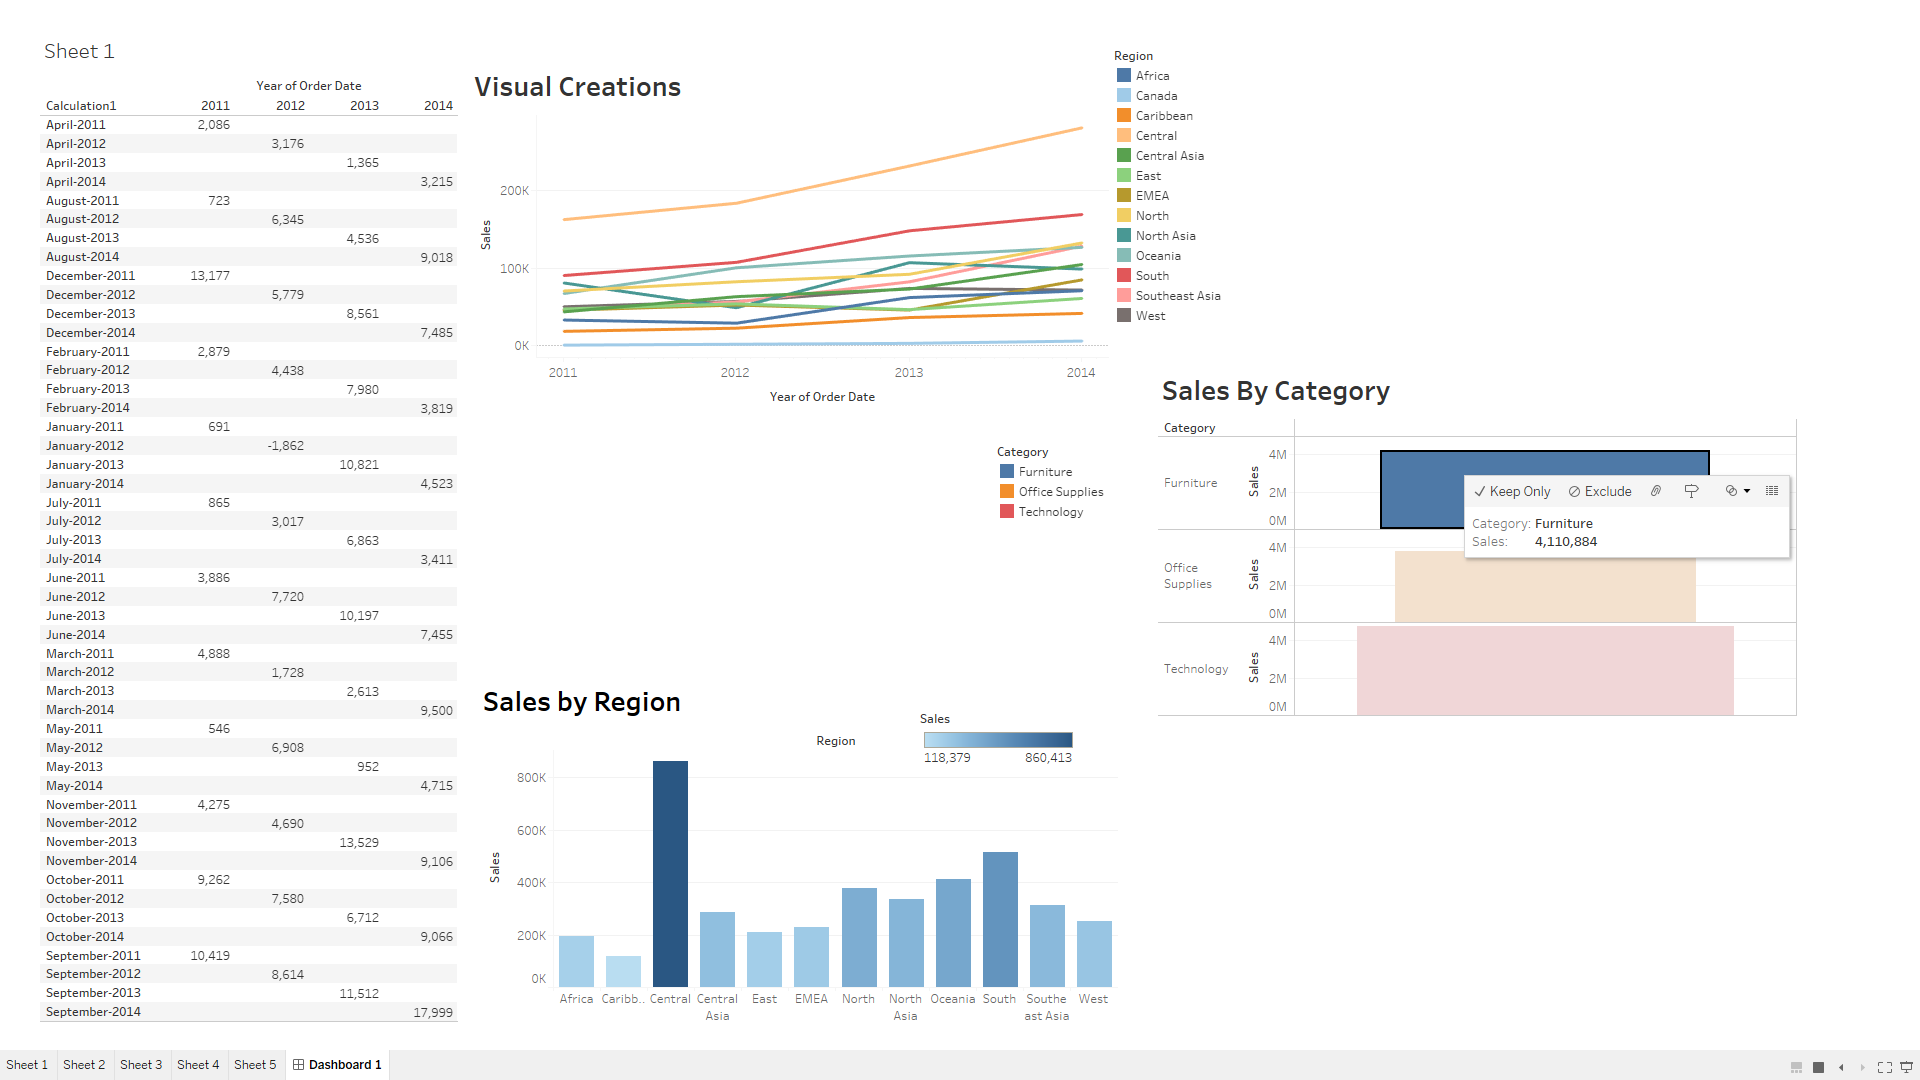 Sheet 1
Year of Order Date
Calculation1 2011 2012 2013 2014
April-2011 2,086
April-2012 3,176
April-2013 1,365
April-2014 3,215
August-2011 723
August-2012 6,345
August-2013 4,536
August-2014 9,018
December-2011 13,177
December-2012 5,779
December-2013 8,561
December-2014 7,485
February-2011 2,879
February-2012 4,438
February-2013 7,980
February-2014 3,819
January-2011 691
January-2012 -1,862
January-2013 10,821
January-2014 4,523
July-2011 865
July-2012 3,017
July-2013 6,863
July-2014 3,411
June-2011 3,886
June-2012 7,720
June-2013 10,197
June-2014 7,455
March-2011 4,888
March-2012 1,728
March-2013 2,613
March-2014 9,500
May-2011 546
May-2012 6,908
May-2013 952
May-2014 4,715
November-2011 4,275
November-2012 4,690
November-2013 13,529
November-2014 9,106
October-2011 9,262
October-2012 7,580
October-2013 6,712
October-2014 9,066
September-2011 10,419
September-2012 8,614
September-2013 11,512
September-2014 17,999
Visual Creations
Sales
200K
100K
0K
2011 2012 2013 2014
Year of Order Date
Region
Africa
Canada
Caribbean
Central
Central Asia
East
EMEA
North
North Asia
Oceania
South
Southeast Asia
West
Category
Furniture
Office Supplies
Technology
Sales By Category
Category
Furniture
Sales
4M
2M
0M
Keep Only Exclude
Category: Furniture
Sales: 4,110,884
Office
Supplies
Sales
4M
2M
0M
Technology
Sales
4M
2M
0M
Sales by Region
Sales
118,379 860,413
Region
Sales
800K
600K
400K
200K
0K
Africa Caribb.. Central Central East EMEA North North Oceania South Southe West
Asia Asia ast Asia
Sheet 1 Sheet 2 Sheet 3 Sheet 4 Sheet 5 Dashboard 1